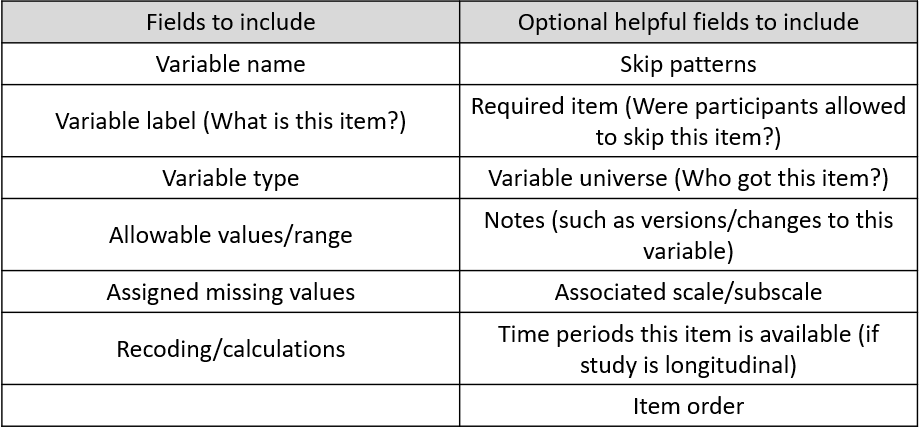 Fields to include
Optional helpful fields to include
Variable name
Skip patterns
Variable label (What is this item?)
Required item (Were participants allowed
to skip this item?)
Variable type
Variable universe (Who got this item?)
Allowable values/range
Notes (such as versions/changes to this
variable)
Assigned missing values
Associated scale/subscale
Recoding/calculations
Time periods this item is available (if
study is longitudinal)
Item order